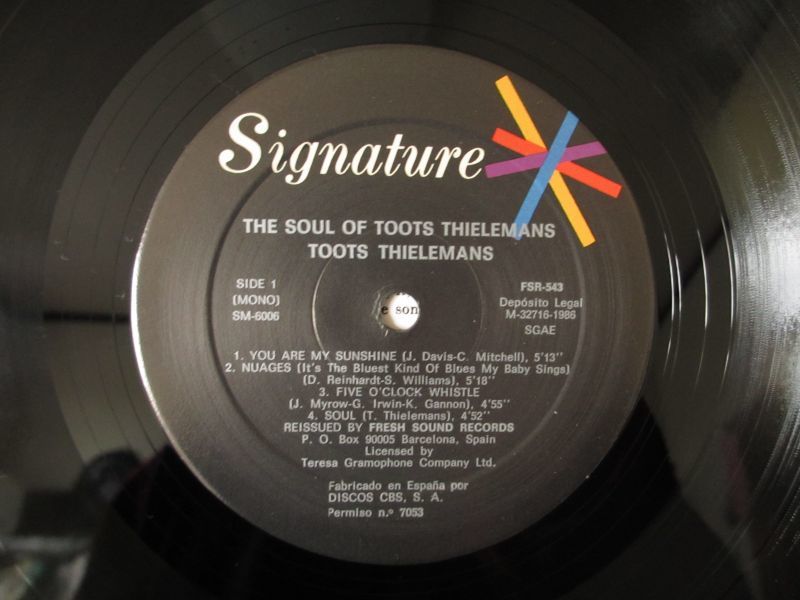 Signature
THE SOUL OF TOOTS THIELEMANS
TOOTS THIELEMANS
SIDE 1
(MONO)
SM-6006
FSR-543
Depósito Legal
M-32716-1986
SGAE
e son
1. YOU ARE MY SUNSHINE (J. Davis-C. Mitchell), 5'13''
2. NUAGES (It's The Bluest Kind Of Blues My Baby Sings)
(D. Reinhardt-S. Williams), 5'18''
3. FIVE O'CLOCK WHISTLE
(J. Myrow-G. Irwin-K. Gannon), 4'55''
4. SOUL (T. Thielemans), 4'52''
REISSUED BY FRESH SOUND RECORDS
P. O. Box 90005 Barcelona, Spain
Licensed by
Teresa Gramophone Company Ltd.
Fabricado en España por
DISCOS CBS, S. A.
Permiso n.º 7053